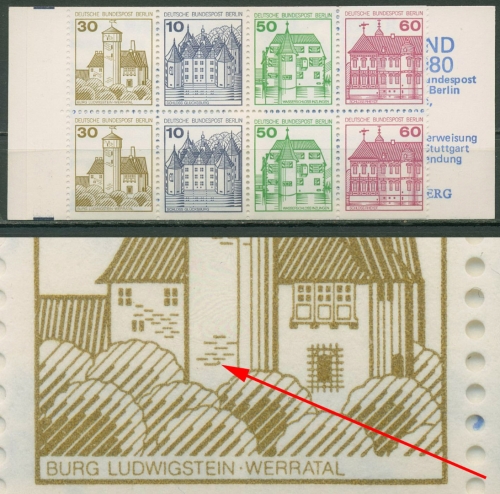 DEUTSCHE BUNDESPOST BERLIN DEUTSCHE BUNDESPOST BERLIN DEUTSCHE BUNDESPOST BERLIN DEUTSCHE BUNDESPOST BERLIN
30 10 50 60
ND
80
undespost
Berlin
DEUTSCHE BUNDESPOST BERLIN DEUTSCHE BUNDESPOST BERLIN DEUTSCHE BUNDESPOST BERLIN DEUTSCHE BUNDESPOST BERLIN
30 10 50 60
erweisung
Stuttgart
endung
ERG
BURG LUDWIGSTEIN · WERRATAL